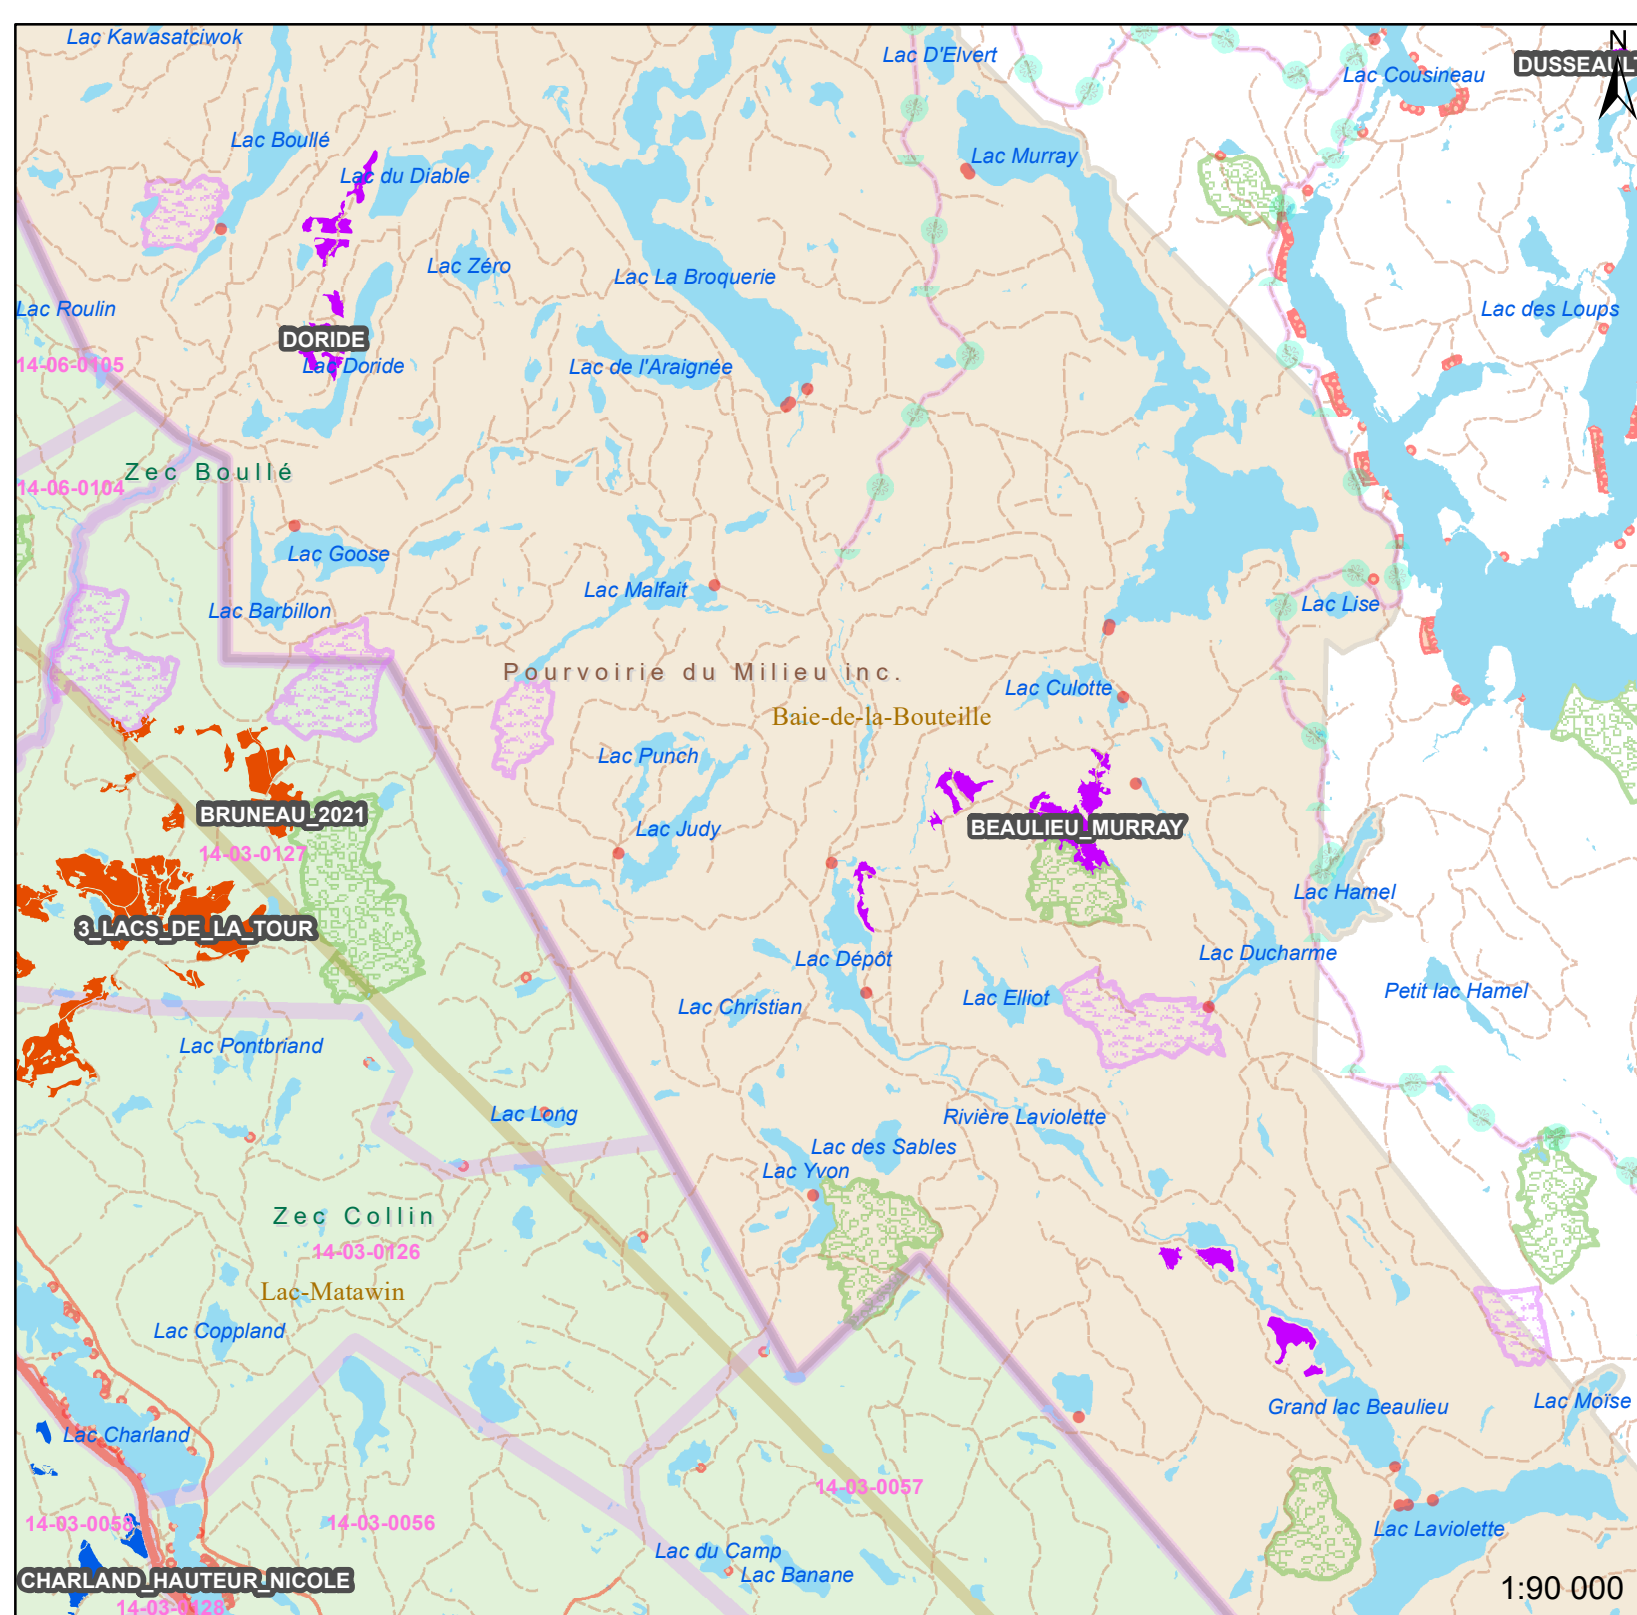 Lac Kawasatciwok
Lac D'Elvert
N
DUSSEAULT
Lac Cousineau
Lac Boullé
Lac Murray
Lac du Diable
Lac Zéro
Lac La Broquerie
Lac Roulin
Lac des Loups
DORIDE
14-06-0105
Lac Doride
Lac de l'Araignée
Zec Boullé
14-06-0104
Lac Goose
Lac Malfait
Lac Barbillon
Lac Lise
Pourvoirie du Milieu inc.
Lac Culotte
Baie-de-la-Bouteille
Lac Punch
BRUNEAU_2021
Lac Judy
BEAULIEU_MURRAY
14-03-0127
Lac Hamel
3_LACS_DE_LA_TOUR
Lac Ducharme
Lac Dépôt
Lac Elliot
Petit lac Hamel
Lac Christian
Lac Pontbriand
Lac Long
Rivière Laviolette
Lac des Sables
Lac Yvon
Zec Collin
14-03-0126
Lac-Matawin
Lac Coppland
Lac Moïse
Grand lac Beaulieu
Lac Charland
14-03-0057
14-03-0058
14-03-0056
Lac Laviolette
Lac du Camp
Lac Banane
CHARLAND_HAUTEUR_NICOLE
1:90 000
14-03-0128